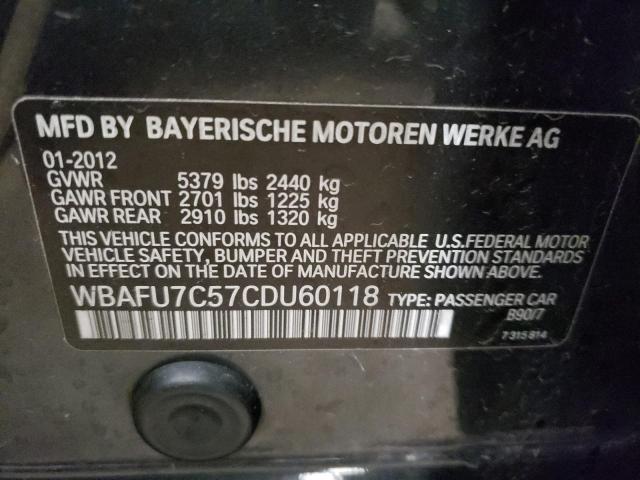 MFD BY BAYERISCHE MOTOREN WERKE AG
01-2012
GVWR 5379 lbs 2440 kg
GAWR FRONT 2701 lbs 1225 kg
GAWR REAR 2910 lbs 1320 kg
THIS VEHICLE CONFORMS TO ALL APPLICABLE U.S.FEDERAL MOTOR
VEHICLE SAFETY, BUMPER AND THEFT PREVENTION STANDARDS
IN EFFECT ON THE DATE OF MANUFACTURE SHOWN ABOVE.
WBAFU7C57CDU60118 TYPE: PASSENGER CAR
B90/7
7315814